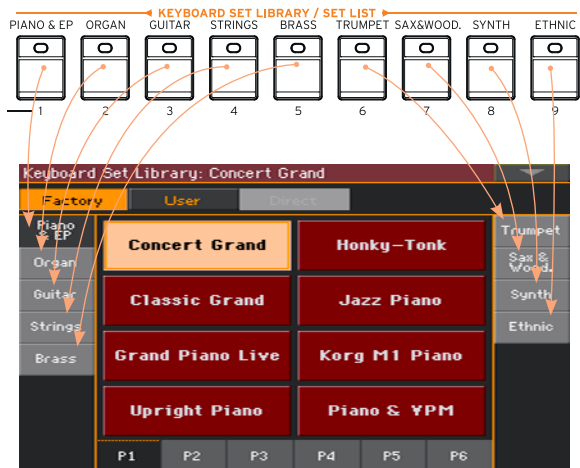 KEYBOARD SET LIBRARY / SET LIST
PIANO & EP ORGAN GUITAR STRINGS BRASS TRUMPET SAX&WOOD. SYNTH ETHNIC
1 2 3 4 5 6 7 8 9
Keyboard Set Library: Concert Grand
Factory User Direct
Piano & EP
Organ
Guitar
Strings
Brass
Concert Grand Honky-Tonk
Classic Grand Jazz Piano
Grand Piano Live Korg M1 Piano
Upright Piano Piano & VPM
Trumpet
Sax & Wood.
Synth
Ethnic
P1 P2 P3 P4 P5 P6